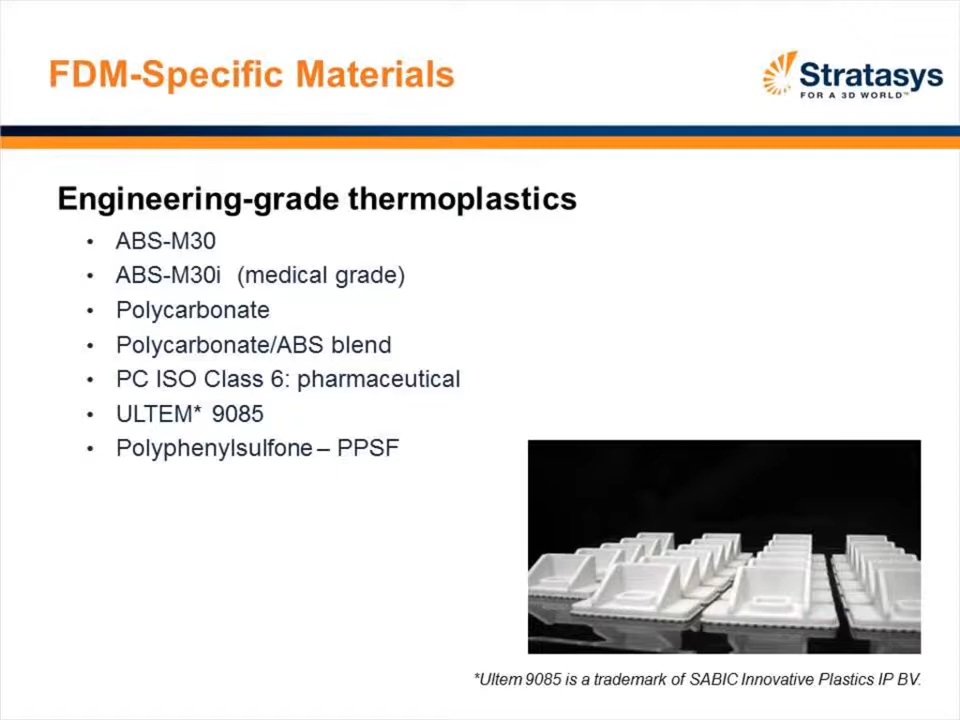 FDM-Specific Materials
Stratasys
FOR A 3D WORLD™
Engineering-grade thermoplastics
• ABS-M30
• ABS-M30i (medical grade)
• Polycarbonate
• Polycarbonate/ABS blend
• PC ISO Class 6: pharmaceutical
• ULTEM* 9085
• Polyphenylsulfone – PPSF
*Ultem 9085 is a trademark of SABIC Innovative Plastics IP BV.